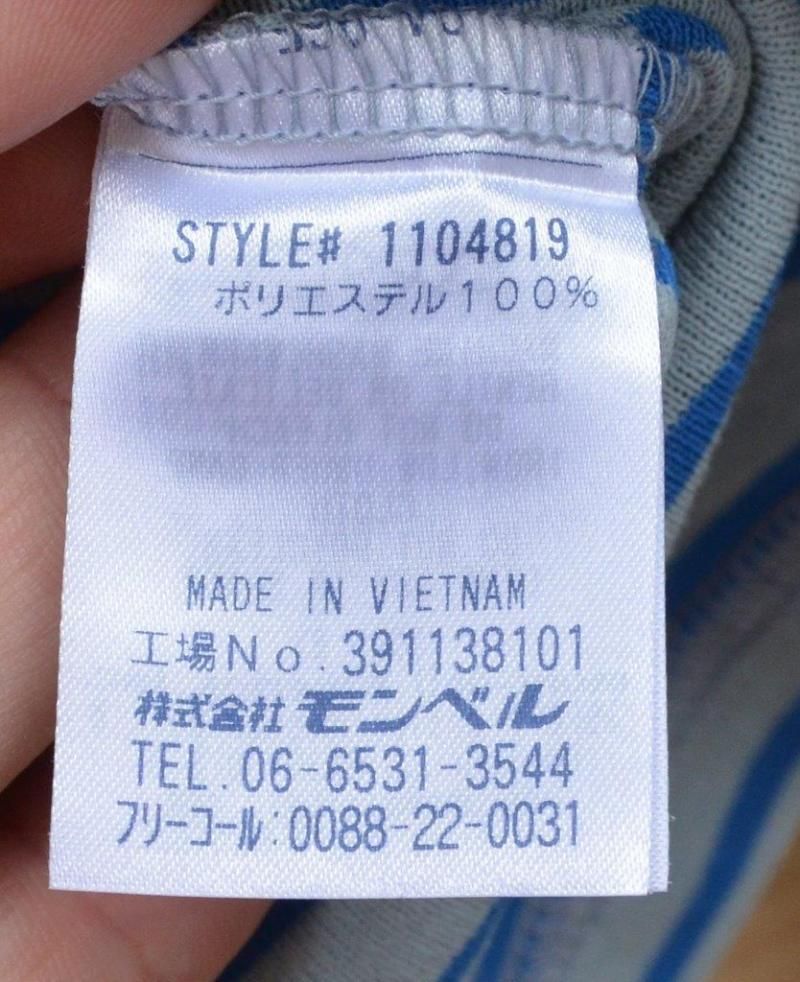 STYLE# 1104819
ポリエステル100%
MADE IN VIETNAM
工場No.391138101
株式会社モンベル
TEL.06-6531-3544
フリーコール:0088-22-0031